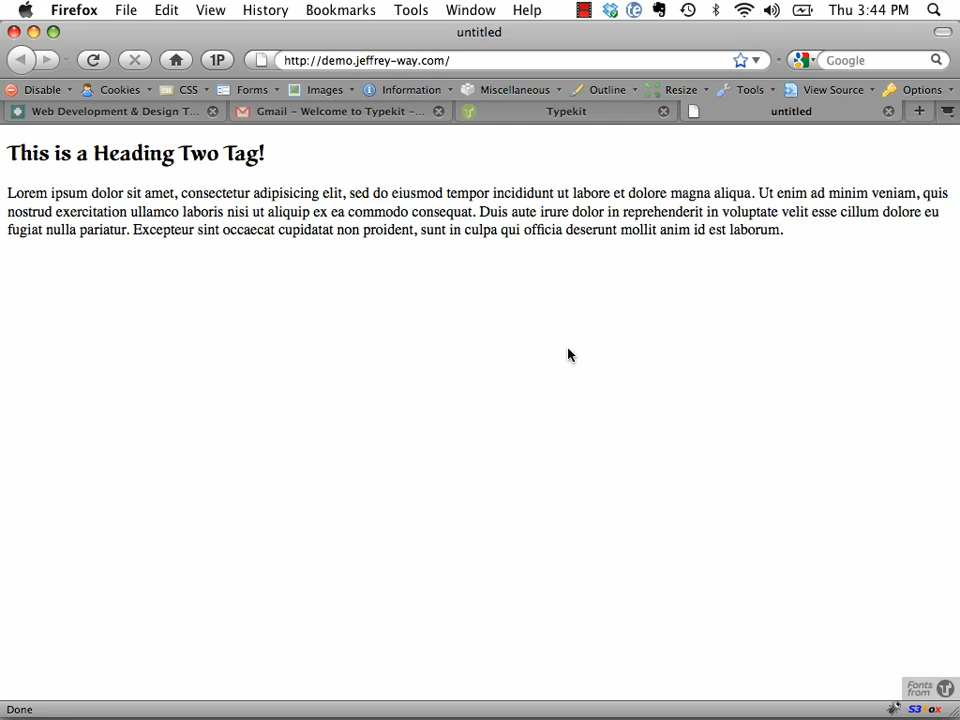 Firefox File Edit View History Bookmarks Tools Window Help Thu 3:44 PM
untitled
1P http://demo.jeffrey-way.com/ Google
Disable Cookies CSS Forms Images Information Miscellaneous Outline Resize Tools View Source Options
Web Development & Design T... Gmail - Welcome to Typekit -... Typekit untitled
This is a Heading Two Tag!
Lorem ipsum dolor sit amet, consectetur adipisicing elit, sed do eiusmod tempor incididunt ut labore et dolore magna aliqua. Ut enim ad minim veniam, quis
nostrud exercitation ullamco laboris nisi ut aliquip ex ea commodo consequat. Duis aute irure dolor in reprehenderit in voluptate velit esse cillum dolore eu
fugiat nulla pariatur. Excepteur sint occaecat cupidatat non proident, sunt in culpa qui officia deserunt mollit anim id est laborum.
Fonts
from
Done S3Fox